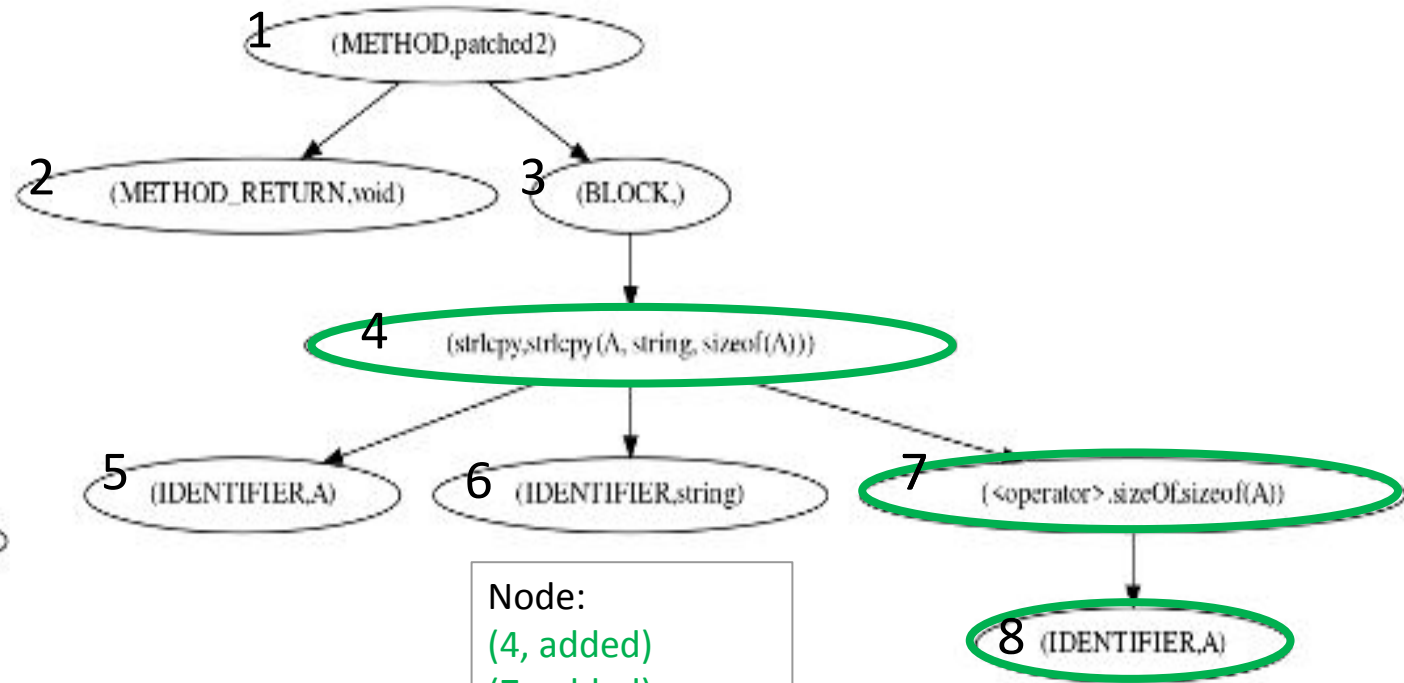 1 (METHOD,patched2)
2 (METHOD_RETURN,void)
3 (BLOCK,)
4 (strlcpy,strlcpy(A, string, sizeof(A)))
5 (IDENTIFIER,A)
6 (IDENTIFIER,string)
7 (<operator>.sizeOf,sizeof(A))
Node:
(4, added)
8 (IDENTIFIER,A)